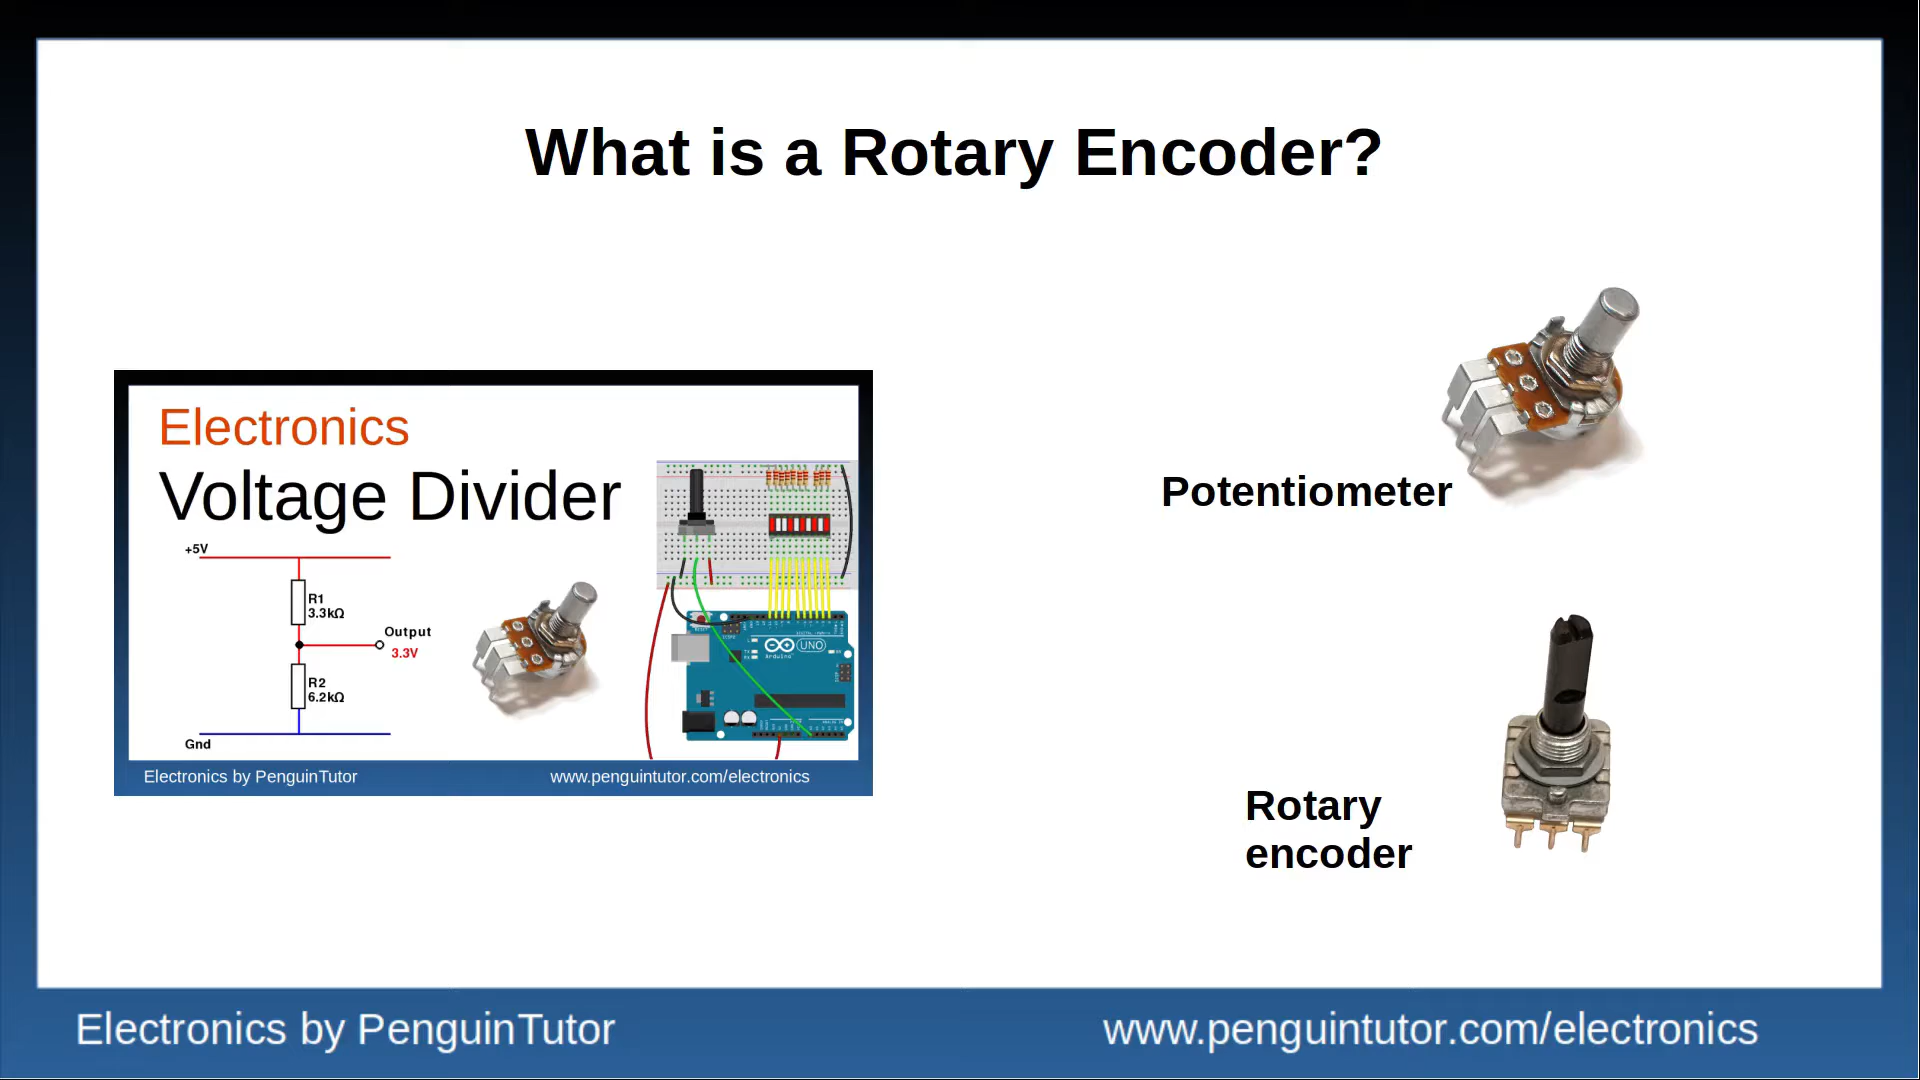 What is a Rotary Encoder?
Electronics
Voltage Divider
+5V
R1
3.3kΩ
Output
3.3V
R2
6.2kΩ
Gnd
UNO
Arduino
Electronics by PenguinTutor
www.penguintutor.com/electronics
Potentiometer
Rotary
encoder
Electronics by PenguinTutor
www.penguintutor.com/electronics